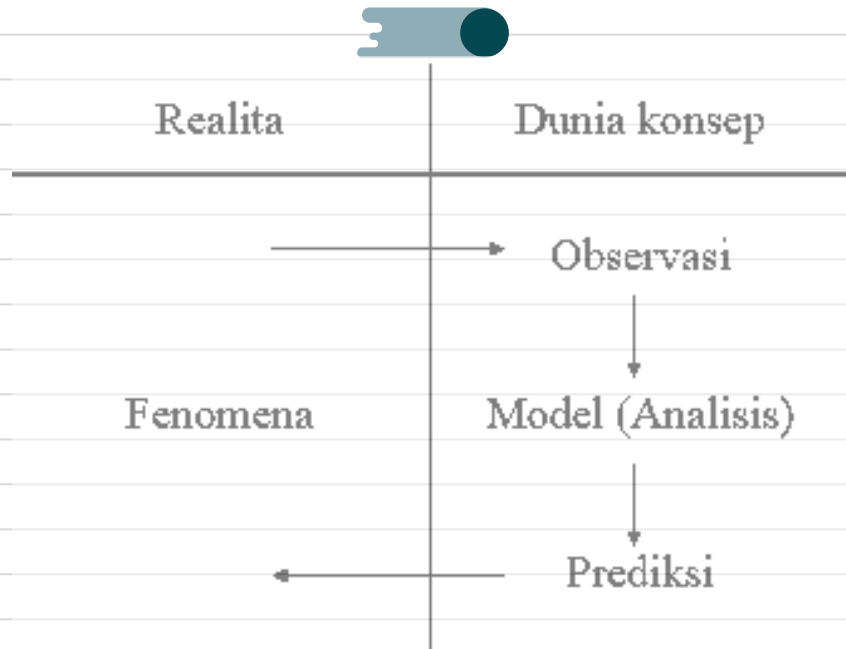 Realita
Dunia konsep
Observasi
Fenomena
Model (Analisis)
Prediksi